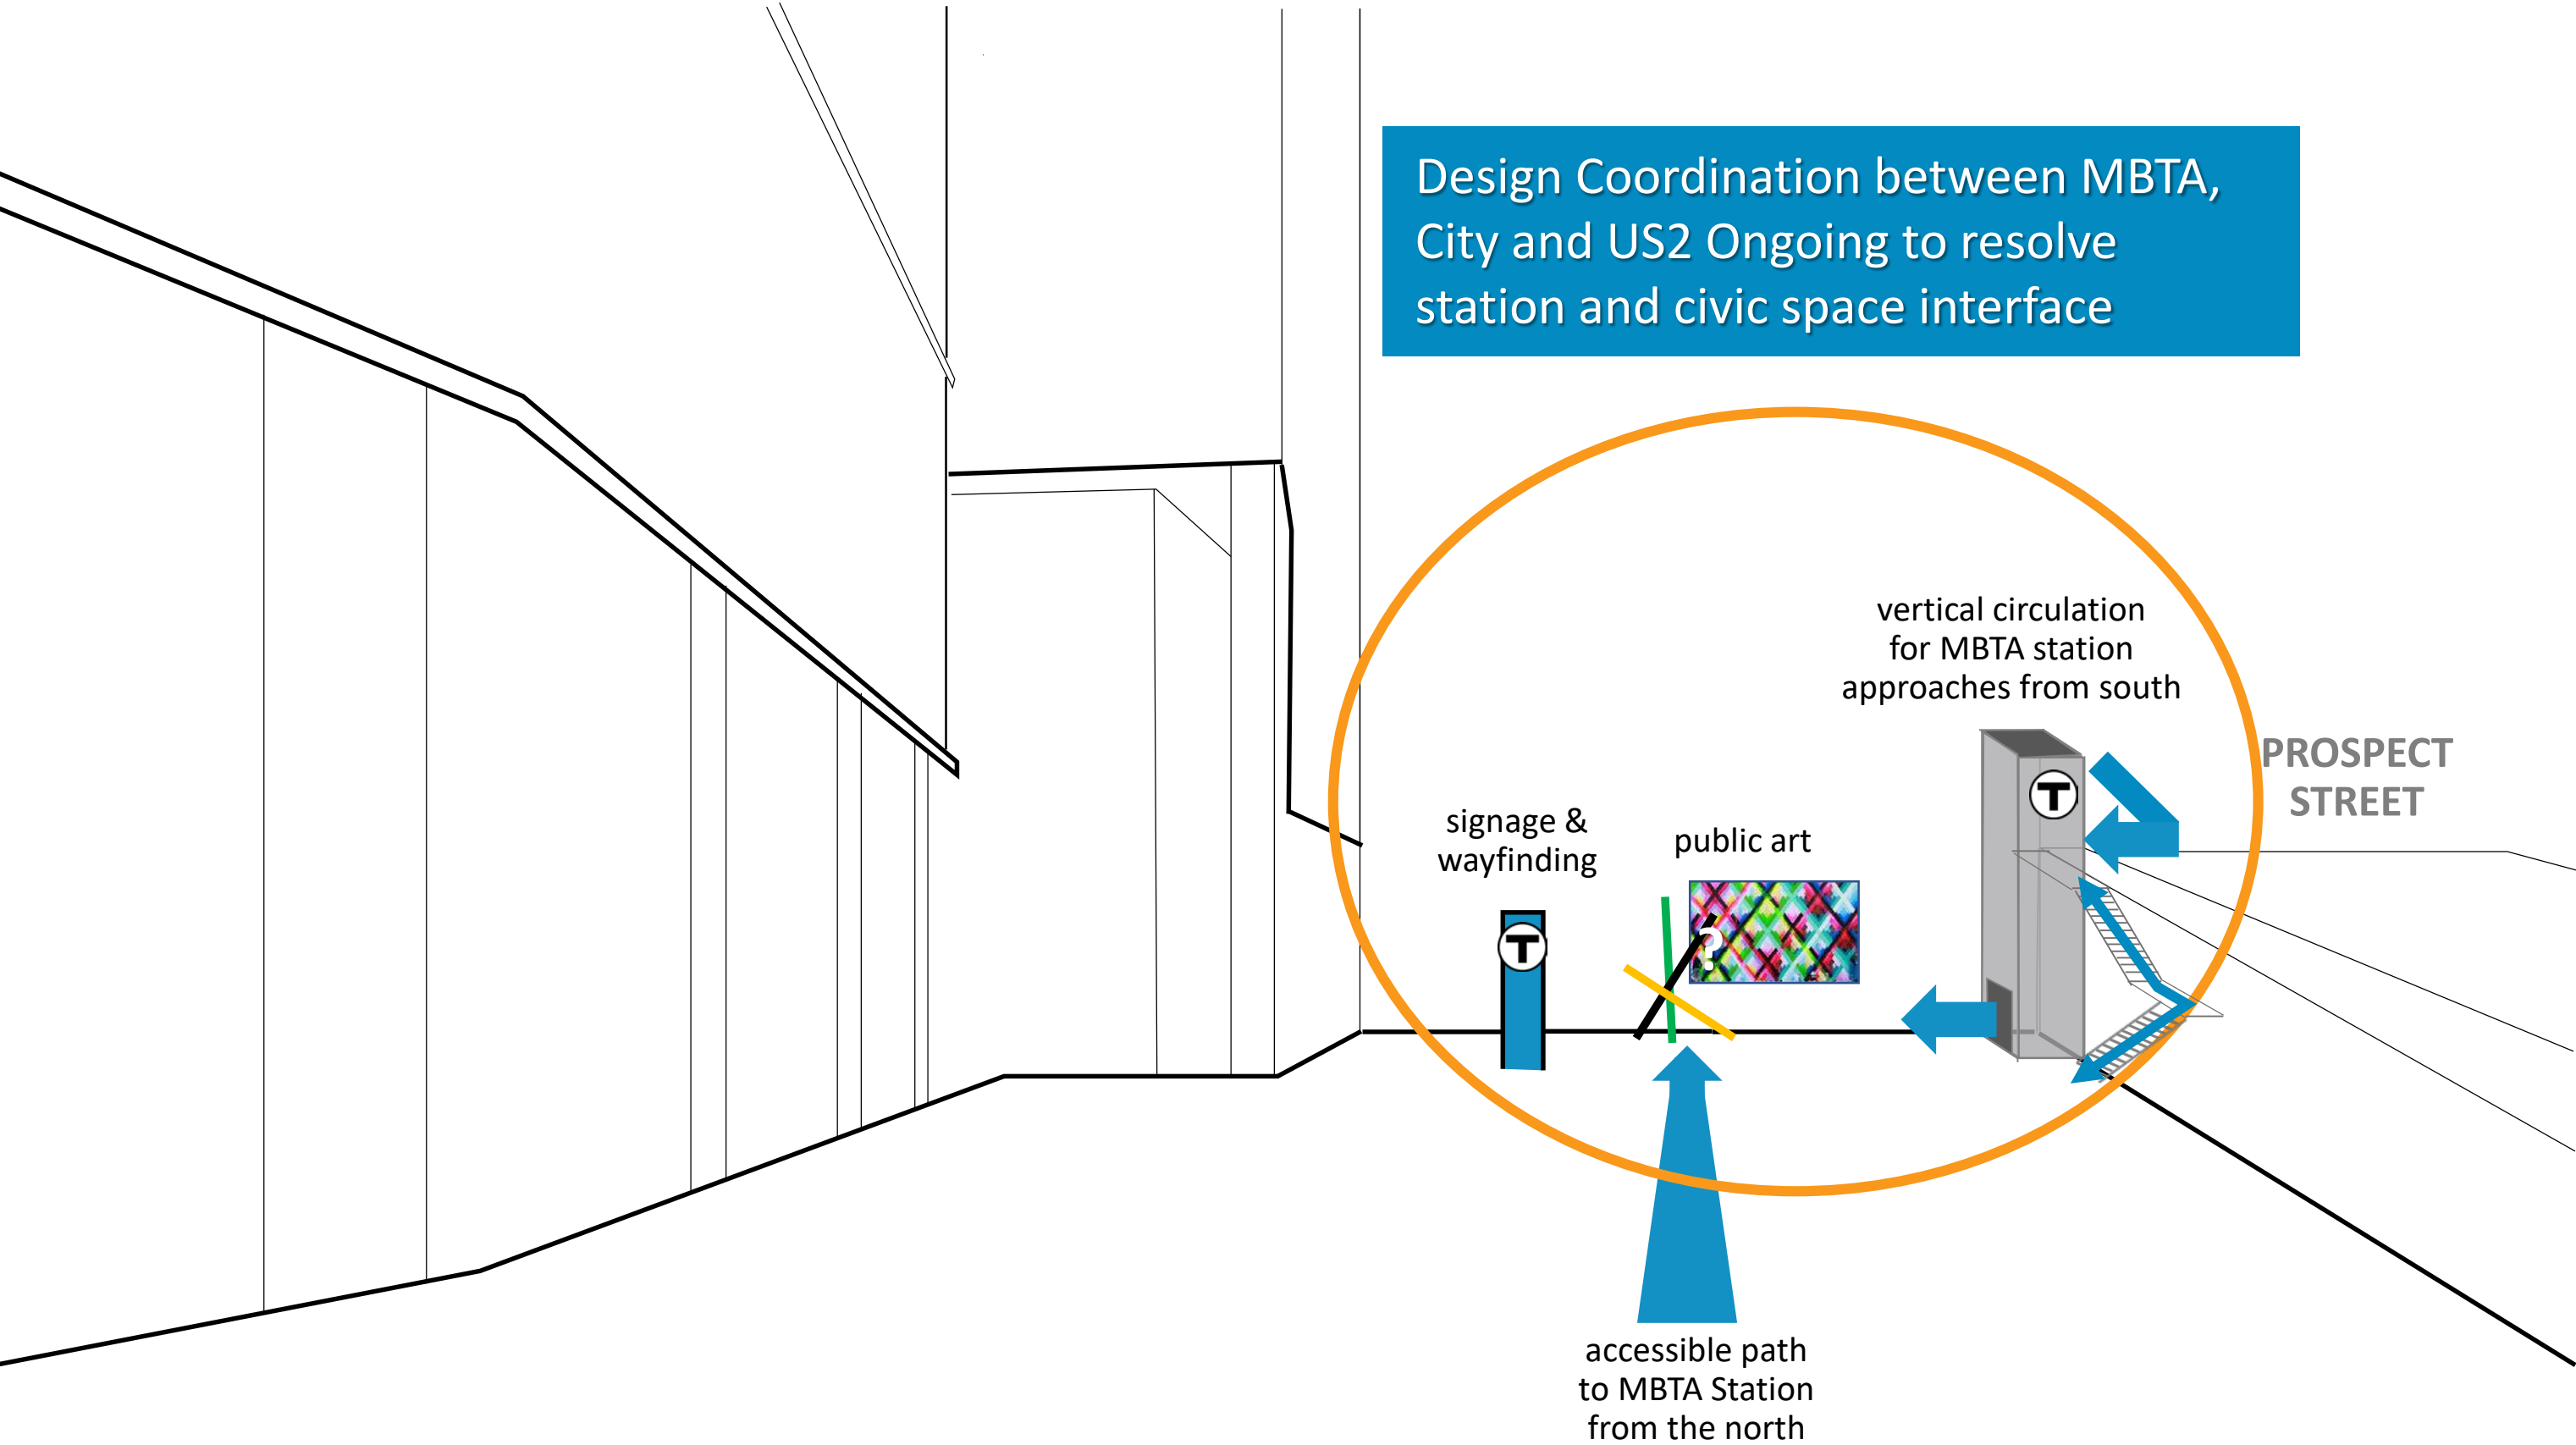 Design Coordination between MBTA,
City and US2 Ongoing to resolve
station and civic space interface
vertical circulation
for MBTA station
approaches from south
PROSPECT
STREET
T
signage &
wayfinding
public art
T
?
accessible path
to MBTA Station
from the north